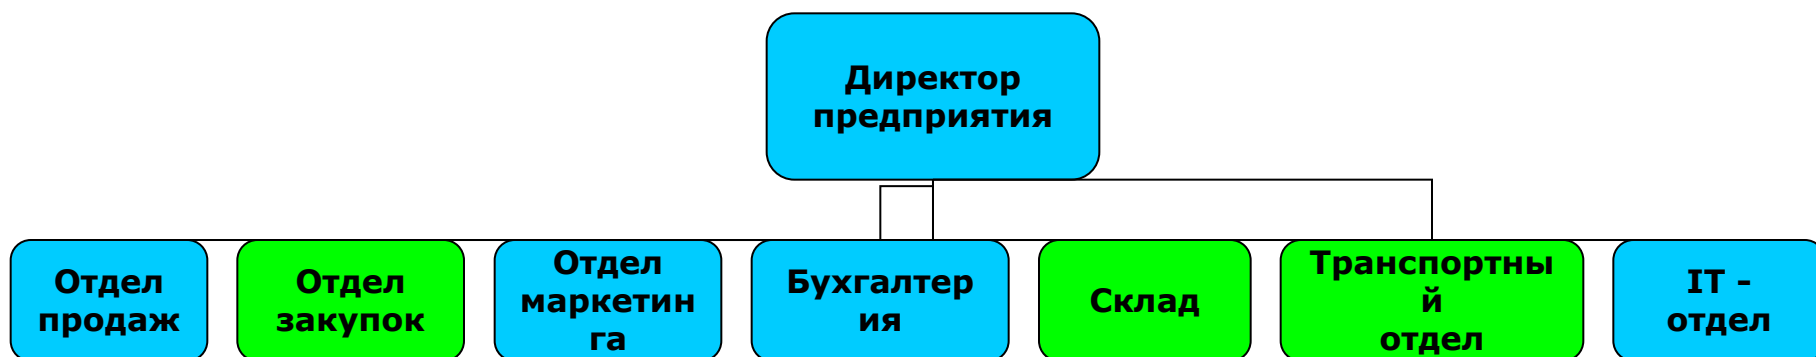 Директор
предприятия
Отдел
продаж
Отдел
закупок
Отдел
маркетин
га
Бухгалтер
ия
Склад
Транспортны
й
отдел
IT -
отдел